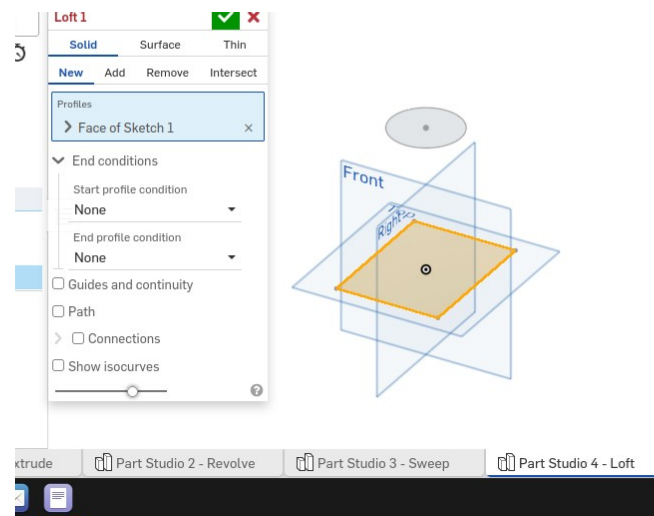 Loft 1
Solid Surface Thin
New Add Remove Intersect
Profiles
Face of Sketch 1
End conditions
Start profile condition
None
End profile condition
None
Guides and continuity
Path
Connections
Show isocurves
Front
Top
Right
xtrude Part Studio 2 - Revolve Part Studio 3 - Sweep Part Studio 4 - Loft